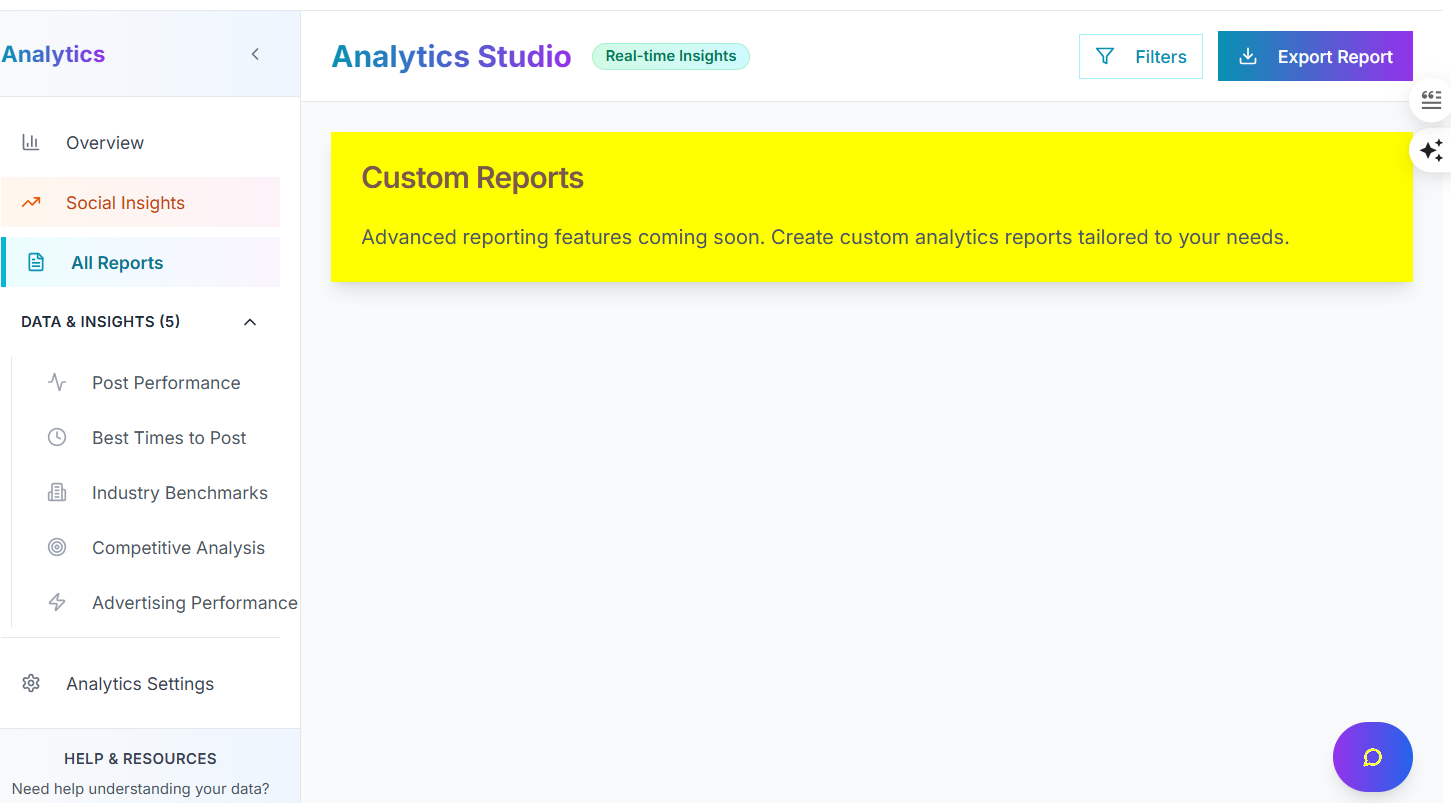 Analytics
Analytics Studio
Real-time Insights
Filters
Export Report
Overview
Social Insights
All Reports
DATA & INSIGHTS (5)
Post Performance
Best Times to Post
Industry Benchmarks
Competitive Analysis
Advertising Performance
Analytics Settings
HELP & RESOURCES
Need help understanding your data?
Custom Reports
Advanced reporting features coming soon. Create custom analytics reports tailored to your needs.